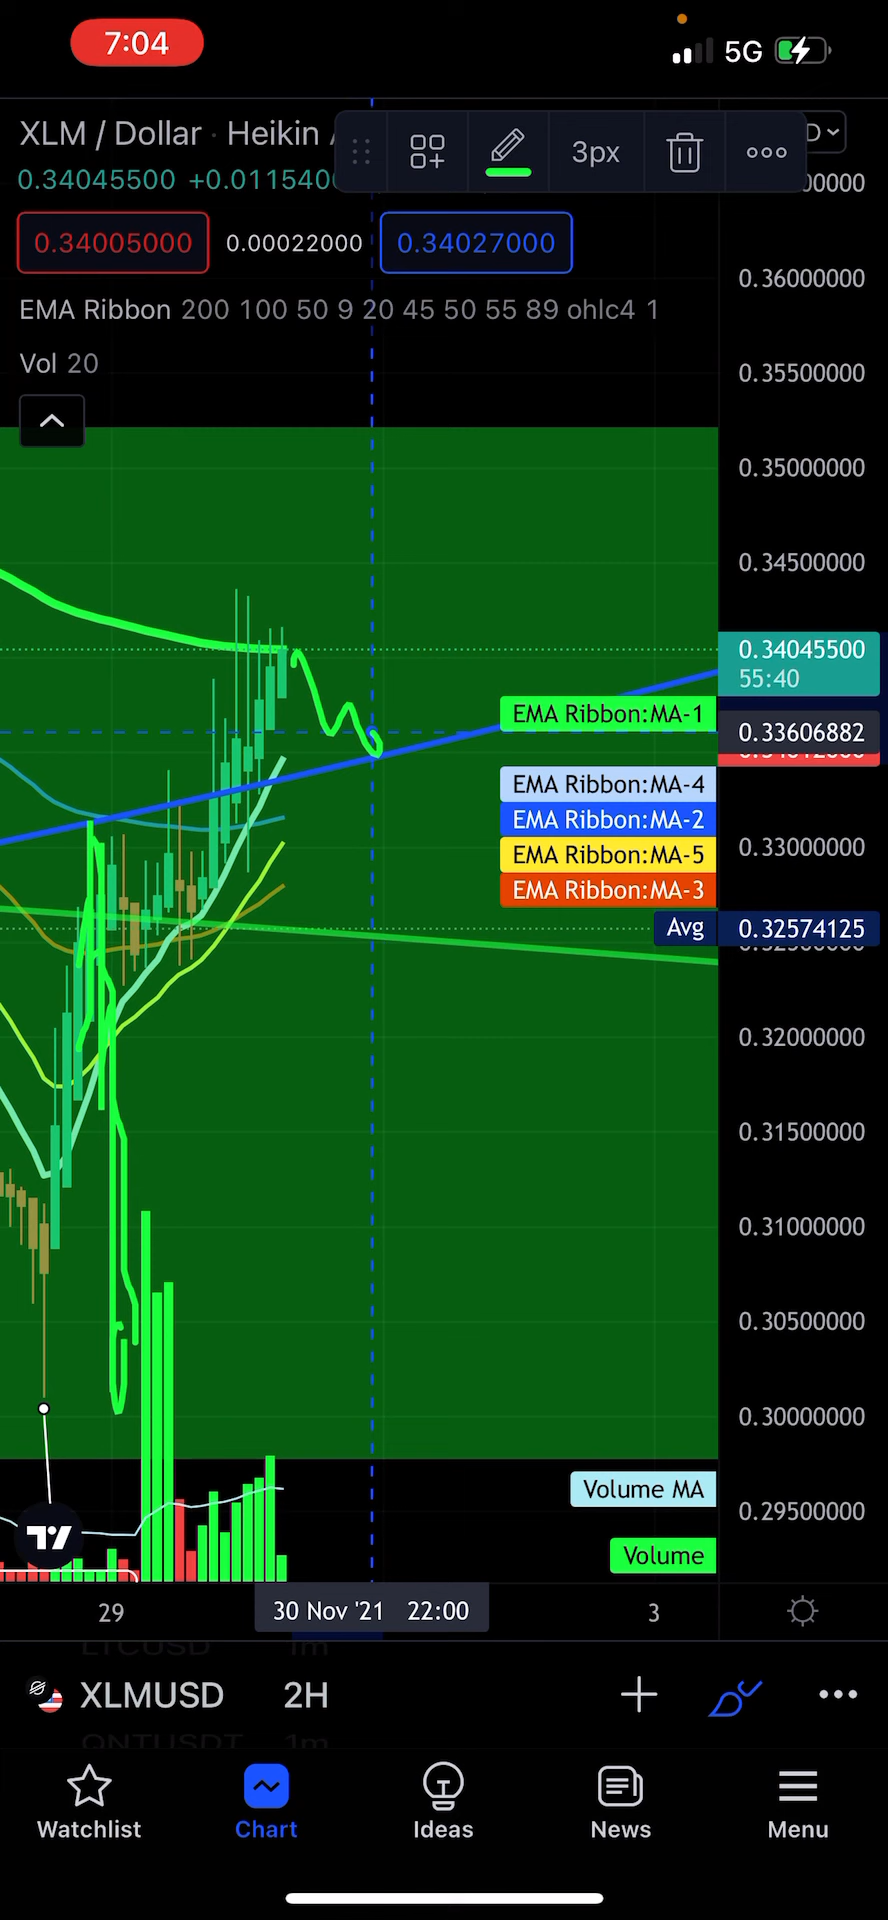 7:04
5G
XLM / Dollar · Heikin
3px
D
0.34045500 +0.011540
0.34005000 0.00022000 0.34027000
0.36000000
EMA Ribbon 200 100 50 9 20 45 50 55 89 ohlc4 1
Vol 20
0.35500000
0.35000000
0.34500000
0.34045500
55:40
EMA Ribbon:MA-1
0.33606882
EMA Ribbon:MA-4
EMA Ribbon:MA-2
EMA Ribbon:MA-5
0.33000000
EMA Ribbon:MA-3
Avg 0.32574125
0.32000000
0.31500000
0.31000000
0.30500000
0.30000000
Volume MA
0.29500000
Volume
29 30 Nov '21 22:00 3
LTCUSD 1m
XLMUSD 2H
QNTUSDT 1m
Watchlist Chart Ideas News Menu